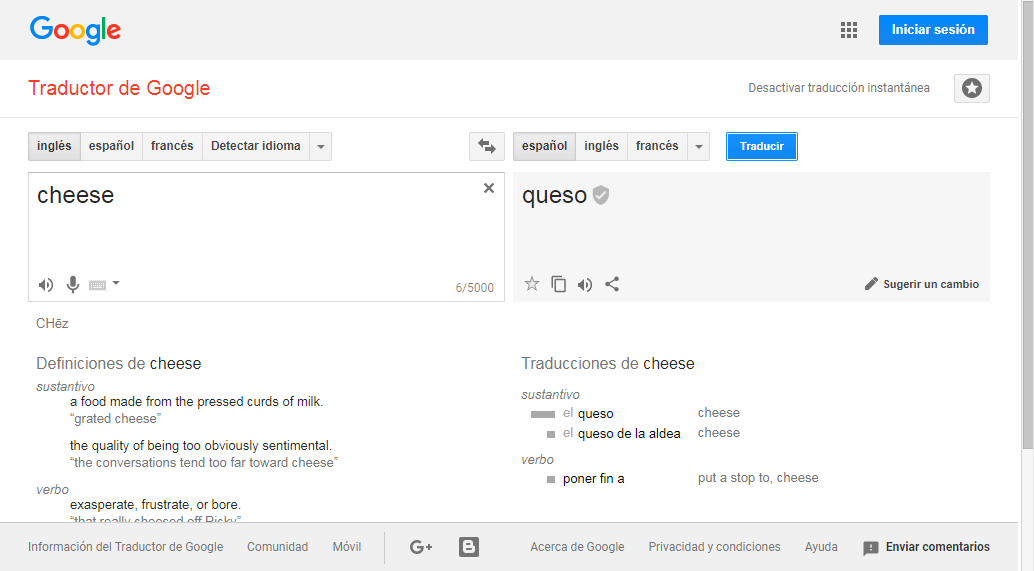 Google
Iniciar sesión
Traductor de Google
Desactivar traducción instantánea
inglés español francés Detectar idioma
español inglés francés Traducir
cheese
queso
6/5000
Sugerir un cambio
CHēz
Definiciones de cheese
sustantivo
a food made from the pressed curds of milk.
“grated cheese”
the quality of being too obviously sentimental.
“the conversations tend too far toward cheese”
verbo
exasperate, frustrate, or bore.
“that really cheesed off Ricky”
Traducciones de cheese
sustantivo
el queso cheese
el queso de la aldea cheese
verbo
poner fin a put a stop to, cheese
Información del Traductor de Google Comunidad Móvil G+ B Acerca de Google Privacidad y condiciones Ayuda Enviar comentarios